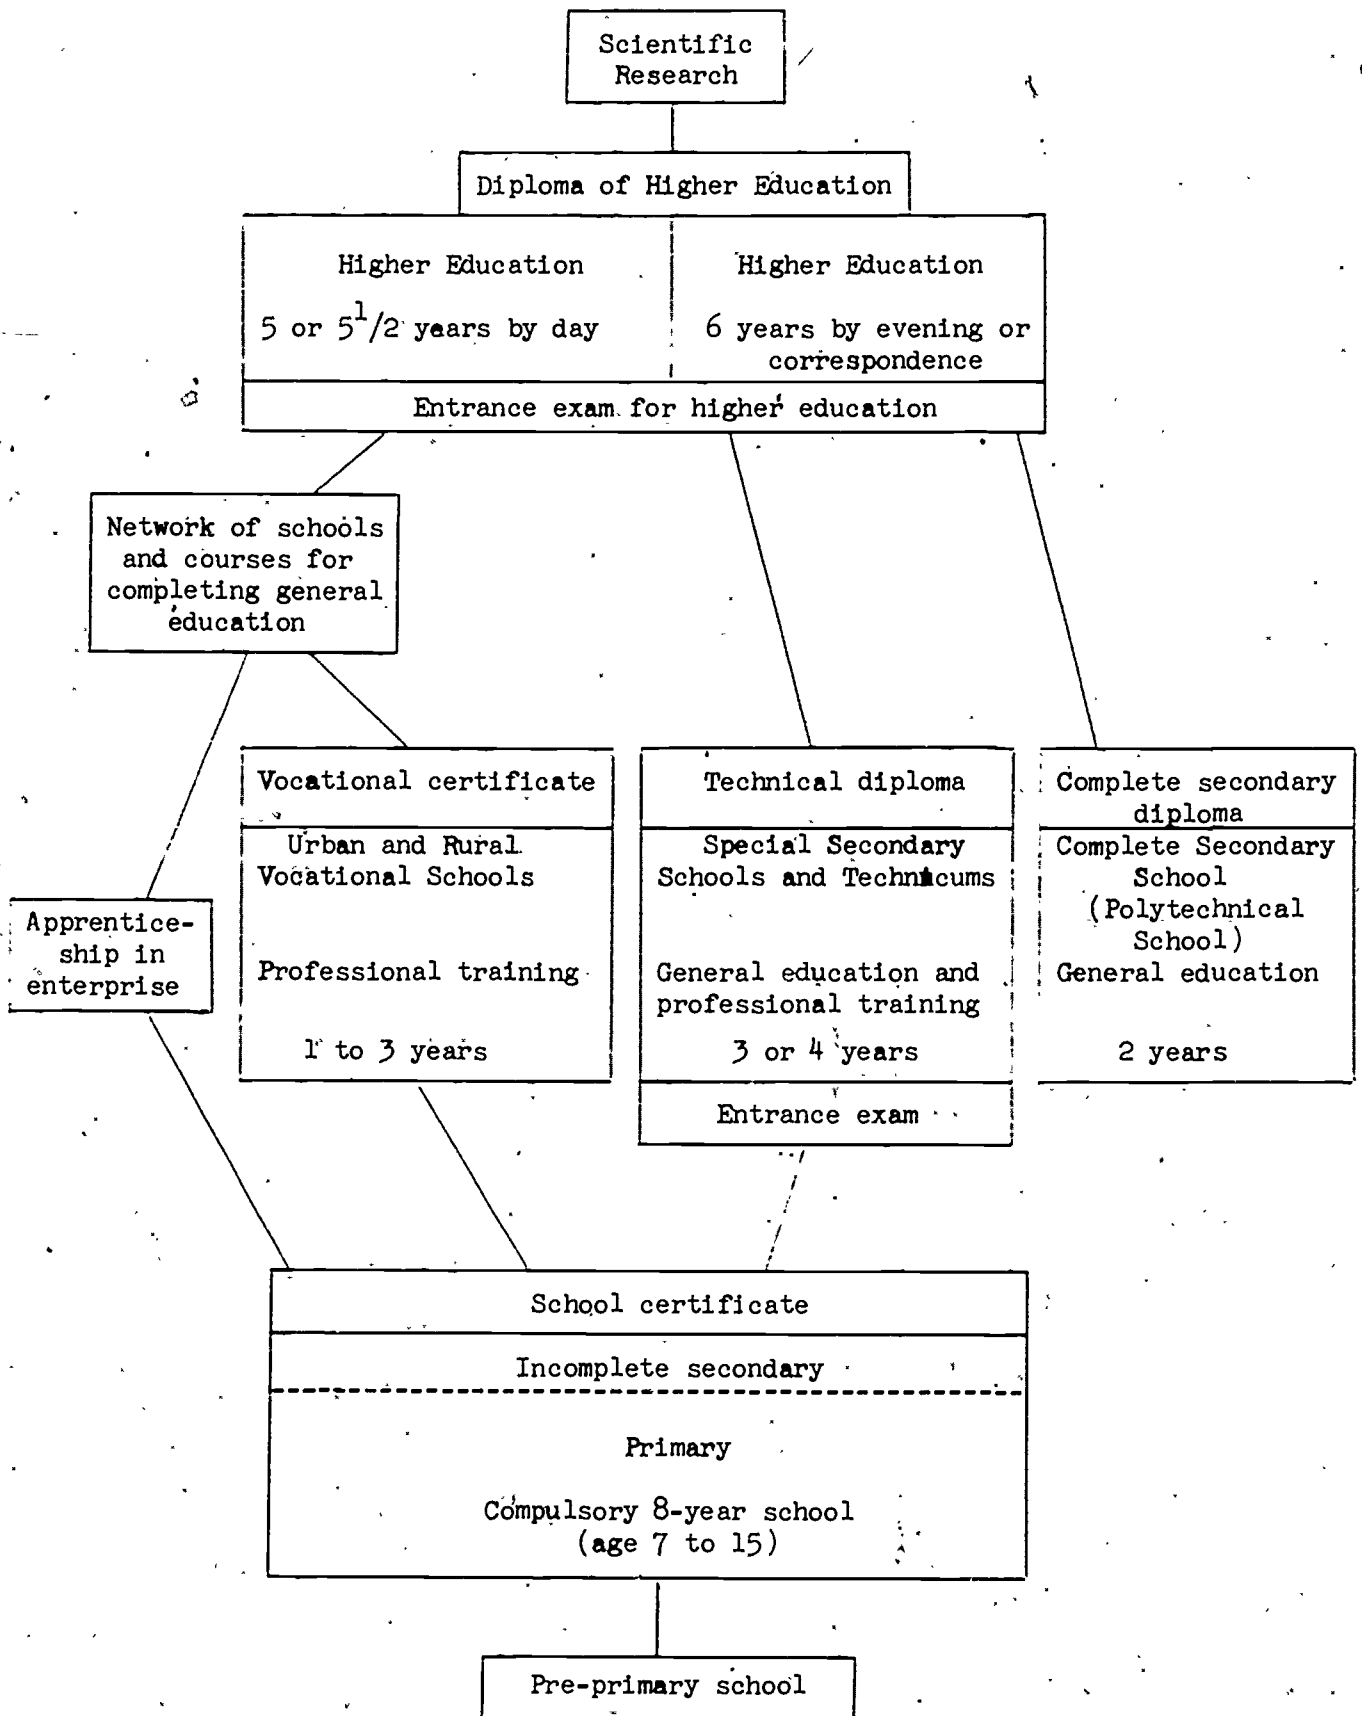 Scientific
Research
Diploma of Higher Education
Higher Education
5 or 5 1/2 years by day
Higher Education
6 years by evening or
correspondence
Entrance exam for higher education
Network of schools
and courses for
completing general
education
Vocational certificate
Urban and Rural
Vocational Schools
Professional training
1 to 3 years
Technical diploma
Special Secondary
Schools and Technicums
General education and
professional training
3 or 4 years
Entrance exam
Complete secondary
diploma
Complete Secondary
School
(Polytechnical
School)
General education
2 years
Apprentice-
ship in
enterprise
School certificate
Incomplete secondary
Primary
Compulsory 8-year school
(age 7 to 15)
Pre-primary school